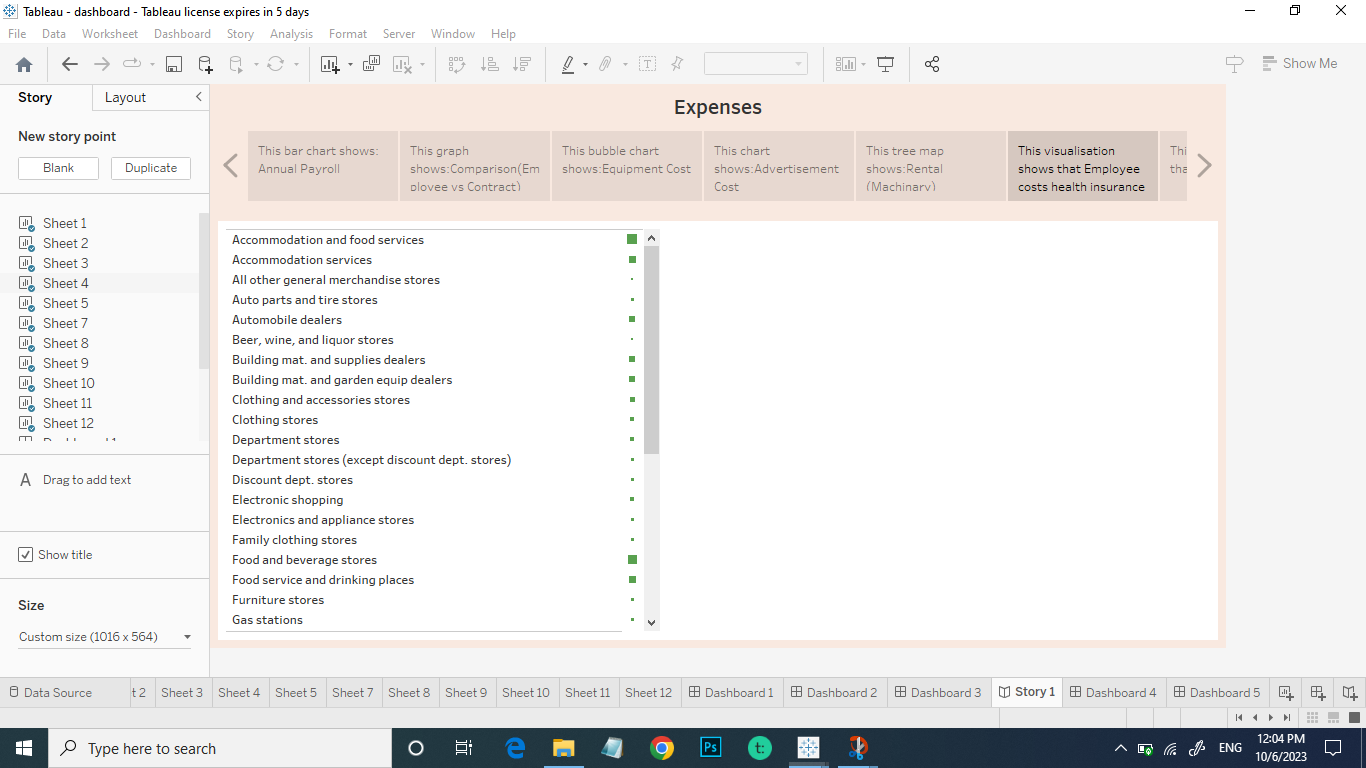 Tableau - dashboard - Tableau license expires in 5 days
File Data Worksheet Dashboard Story Analysis Format Server Window Help
Show Me
Story Layout
New story point
Blank Duplicate
Sheet 1
Sheet 2
Sheet 3
Sheet 4
Sheet 5
Sheet 7
Sheet 8
Sheet 9
Sheet 10
Sheet 11
Sheet 12
A Drag to add text
Show title
Size
Custom size (1016 x 564)
Expenses
This bar chart shows:
Annual Payroll
This graph
shows:Comparison(Em
ployee vs Contract)
This bubble chart
shows:Equipment Cost
This chart
shows:Advertisement
Cost
This tree map
shows:Rental
(Machinary)
This visualisation
shows that Employee
costs health insurance
Thi
tha
Accommodation and food services
Accommodation services
All other general merchandise stores
Auto parts and tire stores
Automobile dealers
Beer, wine, and liquor stores
Building mat. and supplies dealers
Building mat. and garden equip dealers
Clothing and accessories stores
Clothing stores
Department stores
Department stores (except discount dept. stores)
Discount dept. stores
Electronic shopping
Electronics and appliance stores
Family clothing stores
Food and beverage stores
Food service and drinking places
Furniture stores
Gas stations
Data Source t 2 Sheet 3 Sheet 4 Sheet 5 Sheet 7 Sheet 8 Sheet 9 Sheet 10 Sheet 11 Sheet 12 Dashboard 1 Dashboard 2 Dashboard 3 Story 1 Dashboard 4 Dashboard 5
Type here to search
Ps
t:
ENG
12:04 PM
10/6/2023